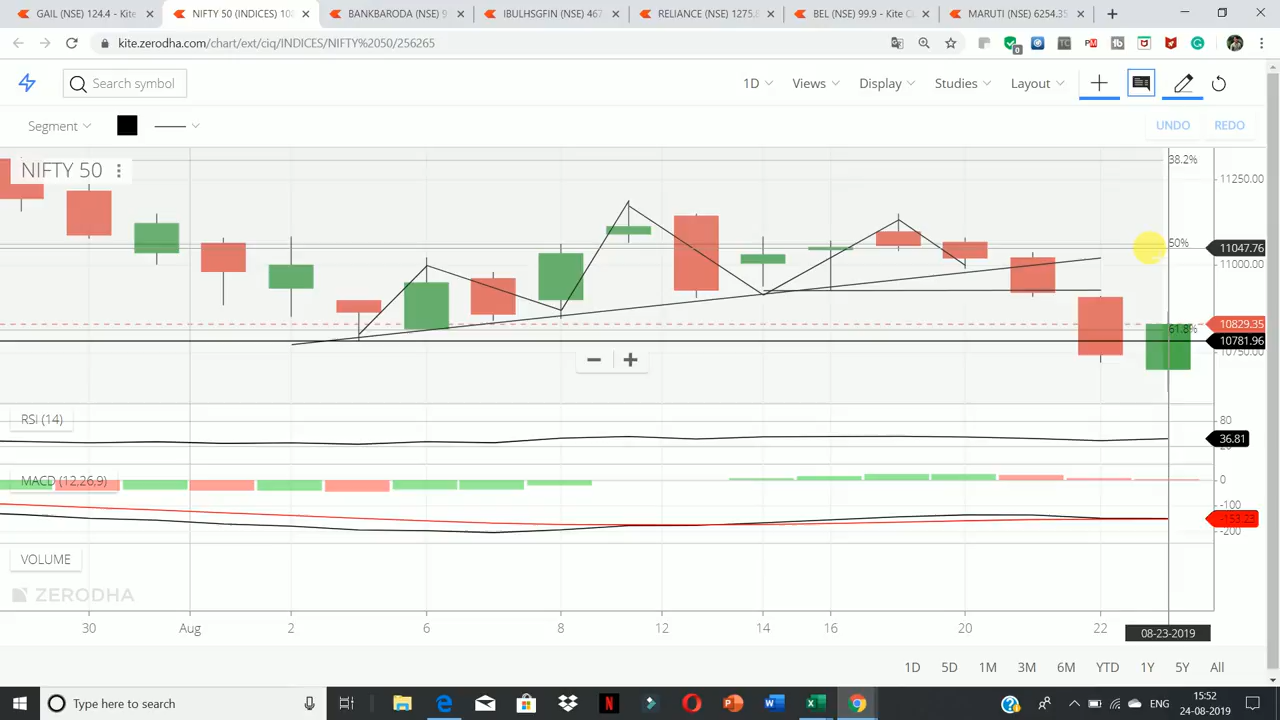 GAIL (NSE) 124.4 - Kite
NIFTY 50 (INDICES) 108
BANKBARODA (NSE) 9
IBULHSGFIN (NSE) 467
RELIANCE (NSE) 1275.6
BEL (NSE) 99.9 - Kite
MARUTI (NSE) 6254.35
kite.zerodha.com/chart/ext/ciq/INDICES/NIFTY%2050/256265
Search symbol
1D Views Display Studies Layout
Segment
UNDO REDO
NIFTY 50
38.2%
11250.00
50%
11047.76
11000.00
10829.35
61.8%
10781.96
10750.00
RSI (14)
80
36.81
MACD (12,26,9)
0
-100
-153.23
-200
VOLUME
ZERODHA
30 Aug 2 6 8 12 14 16 20 22
08-23-2019
1D 5D 1M 3M 6M YTD 1Y 5Y All
Type here to search
ENG
15:52
24-08-2019